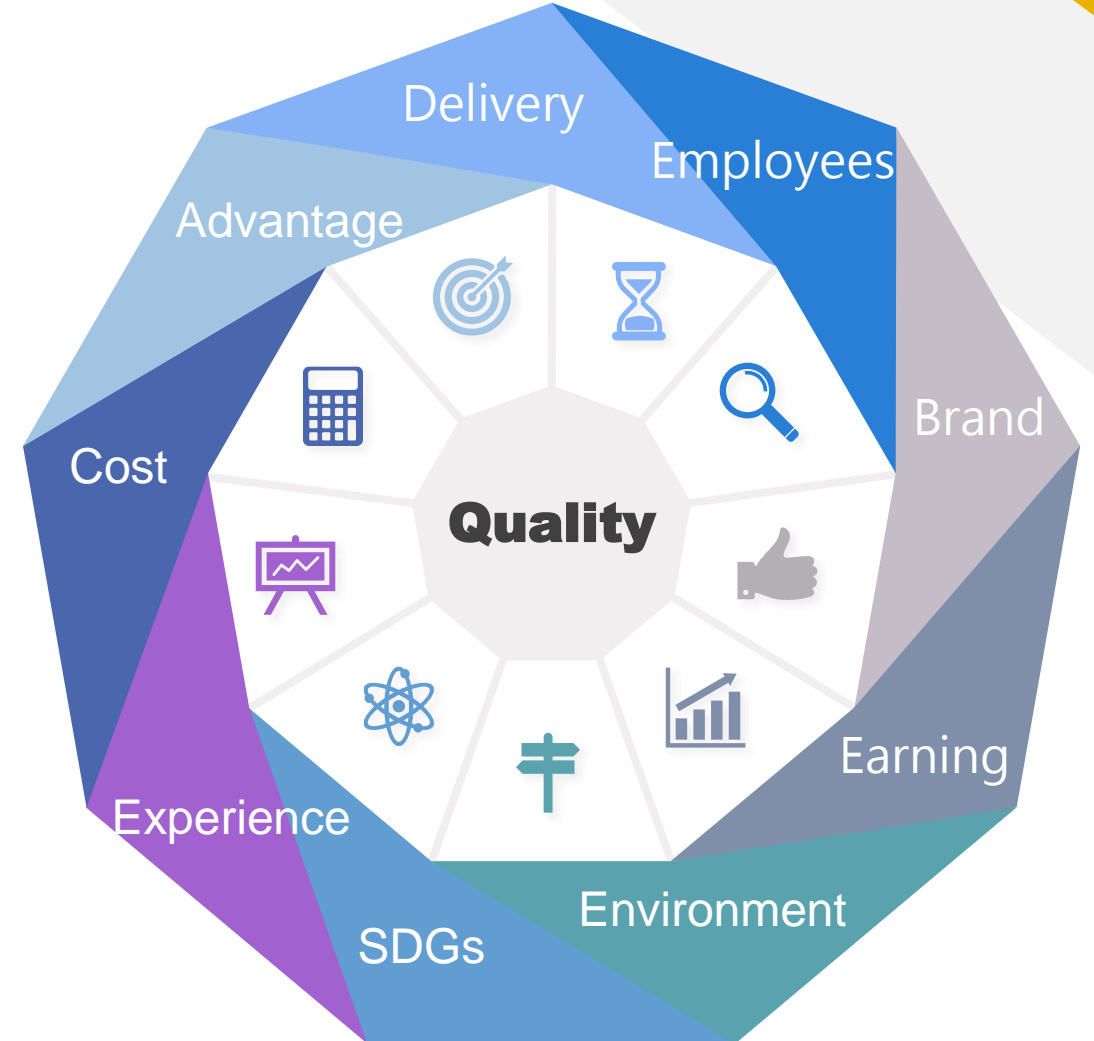 Delivery
Employees
Advantage
Brand
Cost
Quality
Earning
Experience
Environment
SDGs